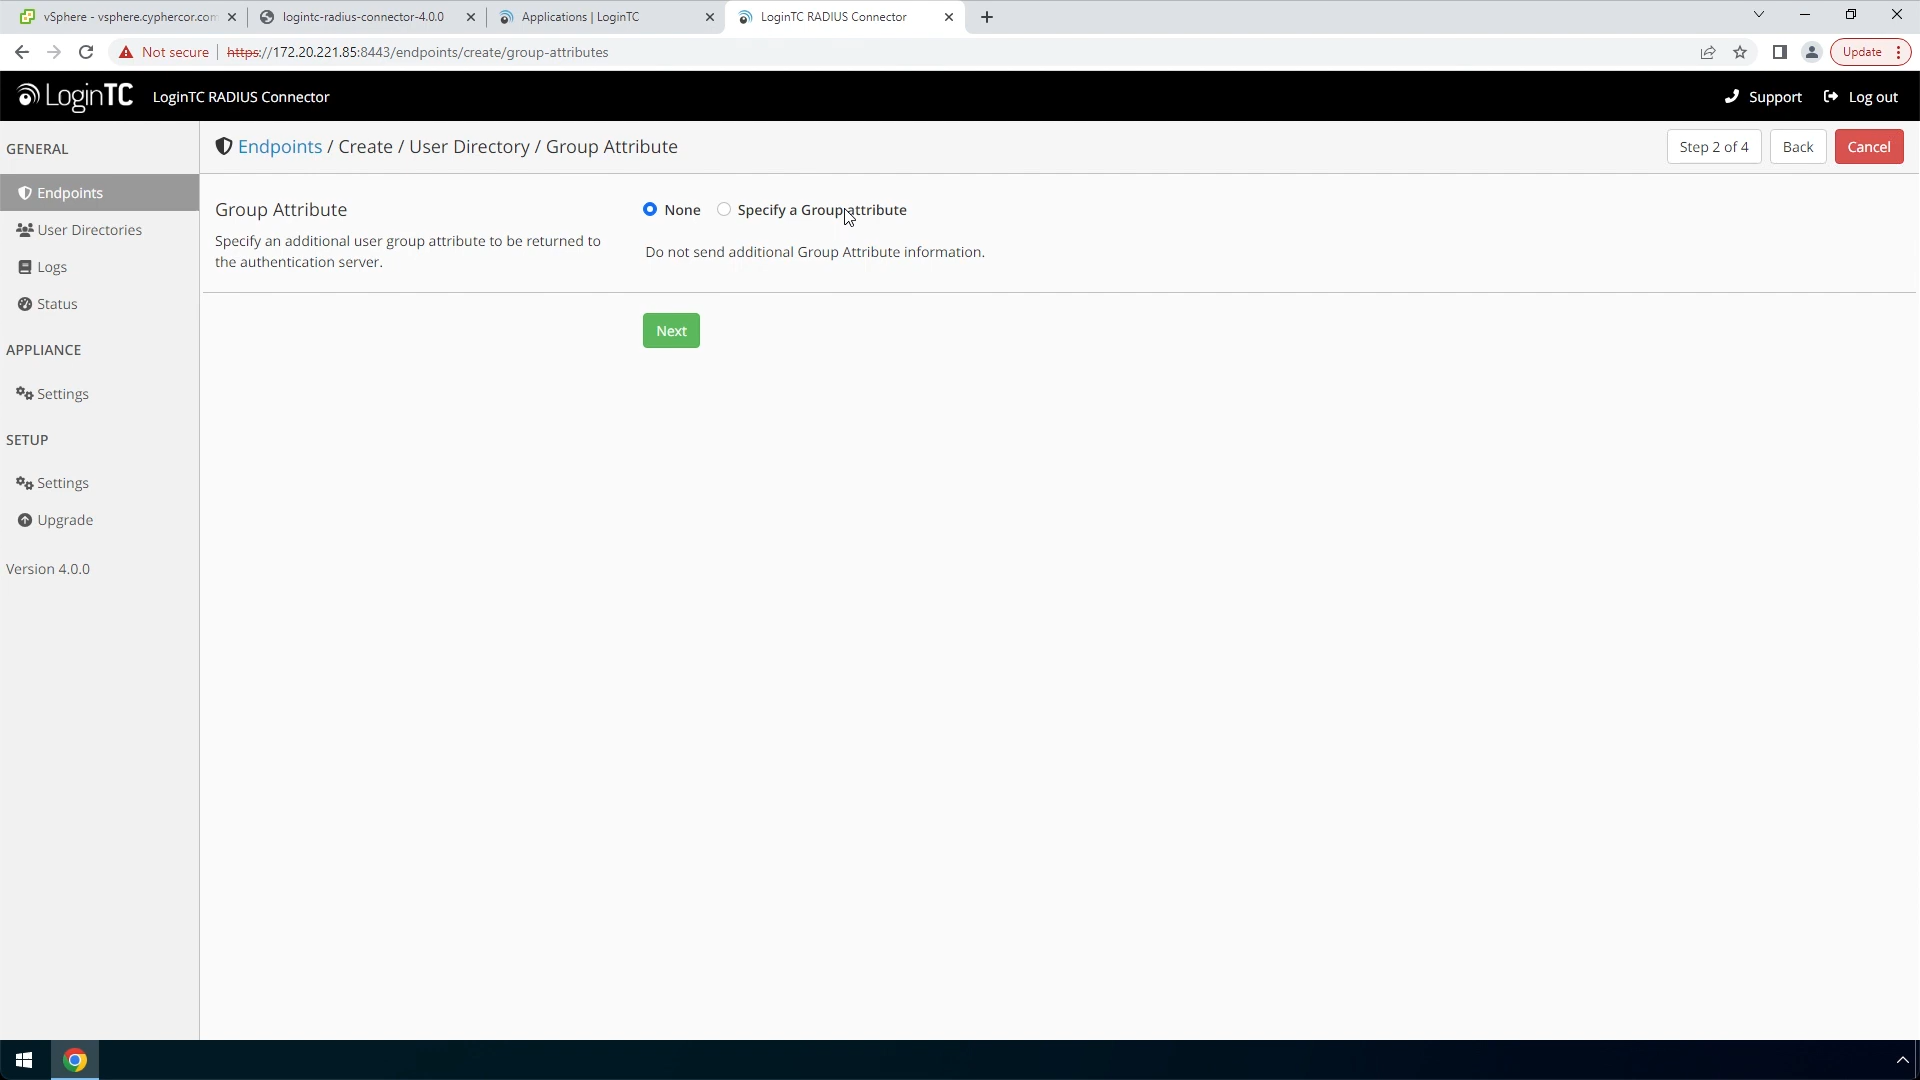 vSphere - vsphere.cyphercor.com
logintc-radius-connector-4.0.0
Applications | LoginTC
LoginTC RADIUS Connector
Not secure
https://172.20.221.85:8443/endpoints/create/group-attributes
Update
LoginTC
LoginTC RADIUS Connector
Support
Log out
GENERAL
Endpoints
User Directories
Logs
Status
APPLIANCE
Settings
SETUP
Settings
Upgrade
Version 4.0.0
Endpoints / Create / User Directory / Group Attribute
Step 2 of 4
Back
Cancel
Group Attribute
Specify an additional user group attribute to be returned to
the authentication server.
None
Specify a Group attribute
Do not send additional Group Attribute information.
Next